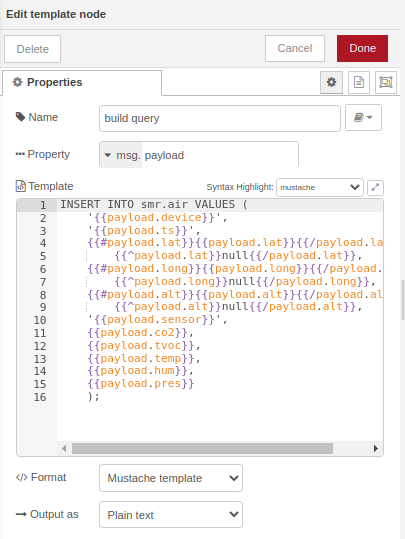 Edit template node
Delete
Cancel
Done
Properties
Name
build query
Property
msg. payload
Template
Syntax Highlight: mustache
1 INSERT INTO smr.air VALUES (
2 '{{payload.device}}',
3 '{{payload.ts}}',
4 {{#payload.lat}}{{payload.lat}}{{/payload.la
5 {{^payload.lat}}null{{/payload.lat}},
6 {{#payload.long}}{{payload.long}}{{/payload.
7 {{^payload.long}}null{{/payload.long}},
8 {{#payload.alt}}{{payload.alt}}{{/payload.al
9 {{^payload.alt}}null{{/payload.alt}},
10 '{{payload.sensor}}',
11 {{payload.co2}},
12 {{payload.tvoc}},
13 {{payload.temp}},
14 {{payload.hum}},
15 {{payload.pres}}
16 );
</> Format
Mustache template
Output as
Plain text